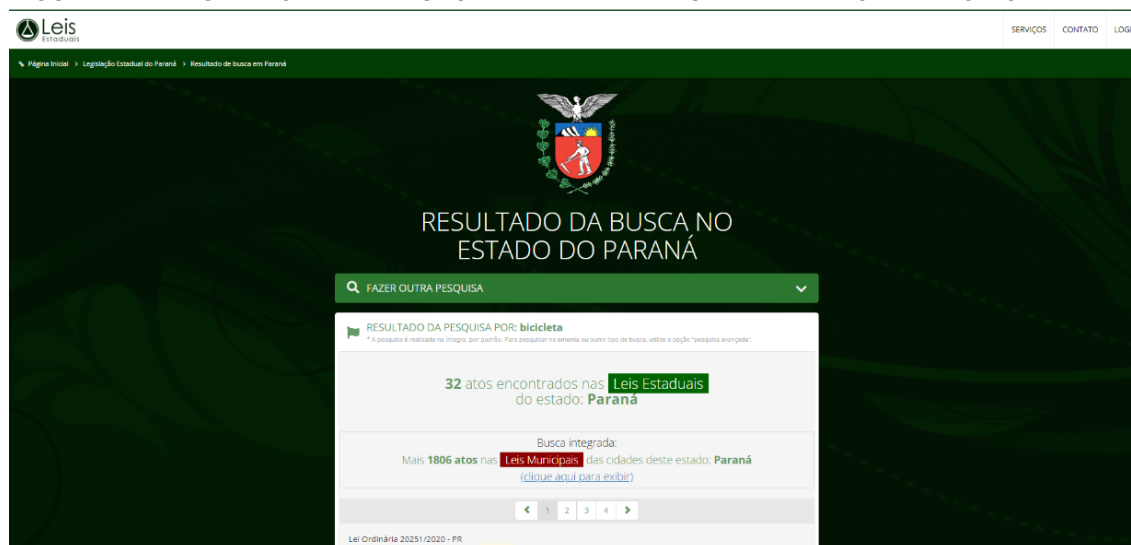 Leis
Estaduais
SERVIÇOS CONTATO
Página Inicial > Legislação Estadual do Paraná > Resultado de busca em Paraná
RESULTADO DA BUSCA NO
ESTADO DO PARANÁ
FAZER OUTRA PESQUISA
RESULTADO DA PESQUISA POR: bicicleta
* A pesquisa é realizada na íntegra, por padrão. Para pesquisar na ementa ou outro tipo de busca, utilize a opção "pesquisa avançada".
32 atos encontrados nas Leis Estaduais
do estado: Paraná
Busca integrada:
Mais 1806 atos nas Leis Municipais das cidades deste estado: Paraná
(clique aqui para exibir)
1 2 3 4
Lei Ordinária 20251/2020 - PR